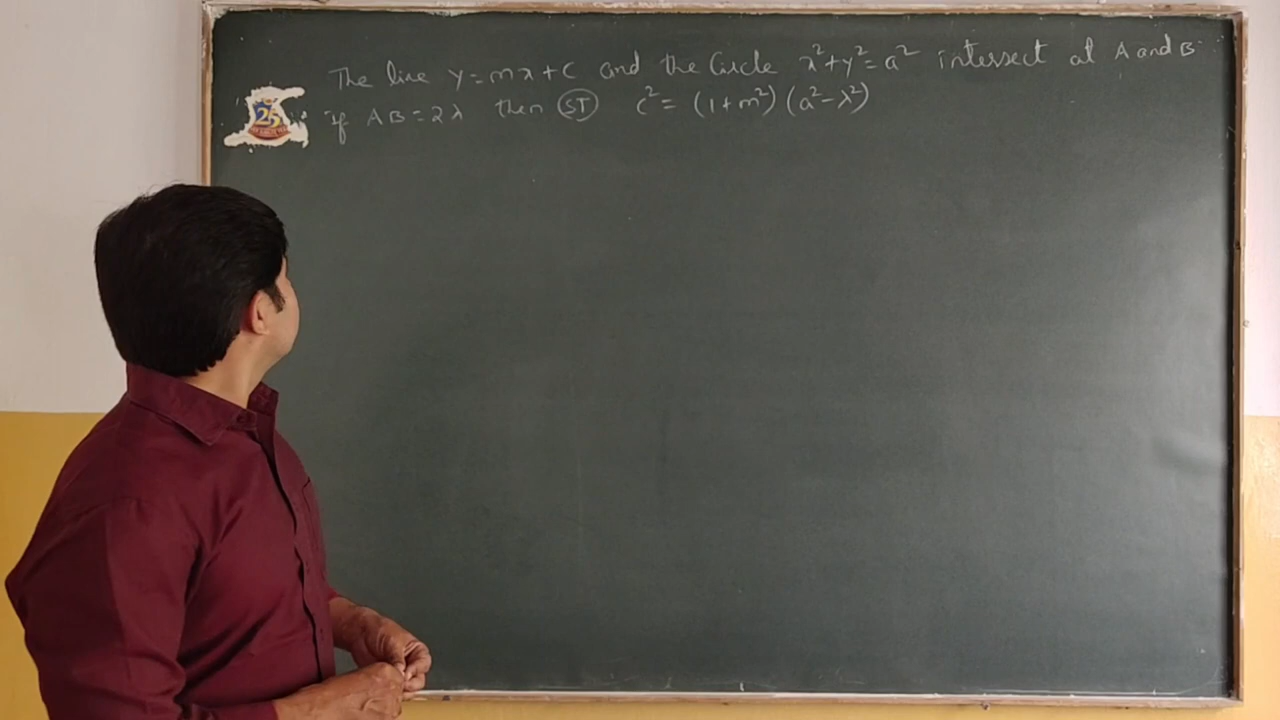 The line y=mx+c and the Circle x²+y²=a² intersect at A and B.
If AB=2λ then ST c²=(1+m²)(a²-λ²)
25